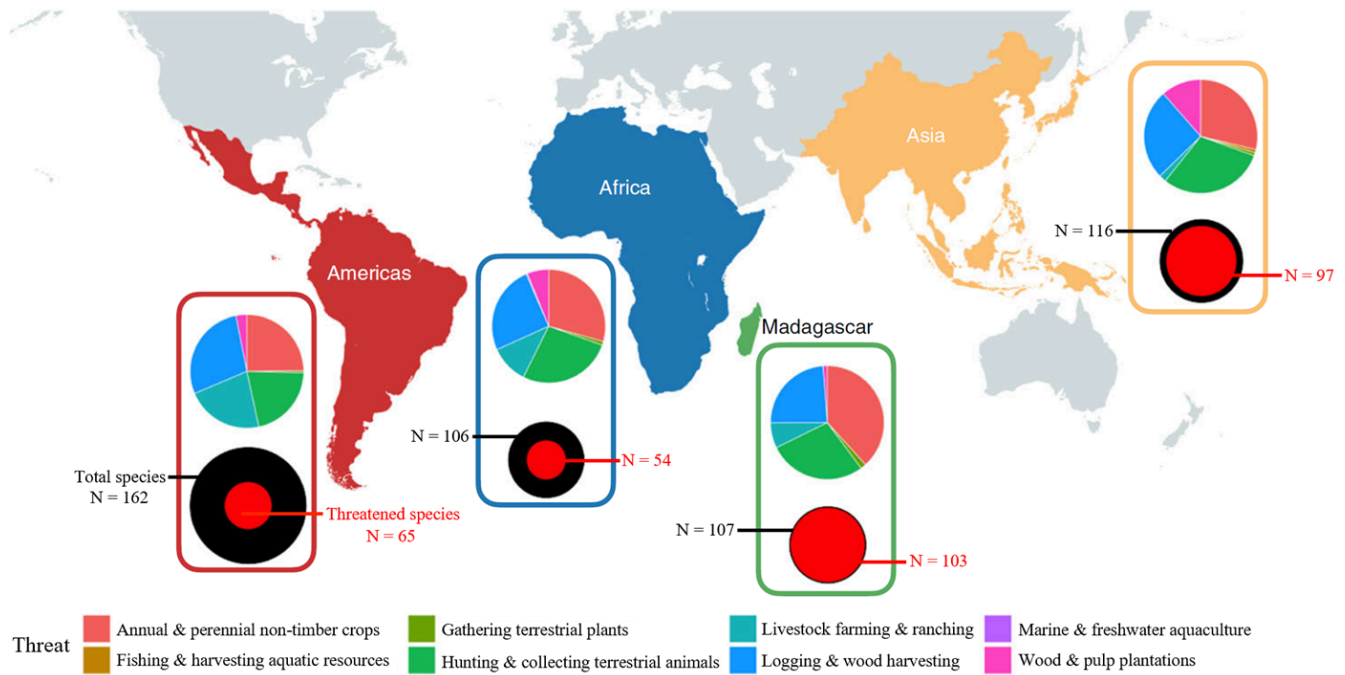 Asia
Africa
N = 116
Americas
N = 97
Madagascar
N = 106
N = 54
Total species
N = 162
Threatened species
N = 65
N = 107
N = 103
Threat
Annual & perennial non-timber crops
Gathering terrestrial plants
Livestock farming & ranching
Marine & freshwater aquaculture
Fishing & harvesting aquatic resources
Hunting & collecting terrestrial animals
Logging & wood harvesting
Wood & pulp plantations